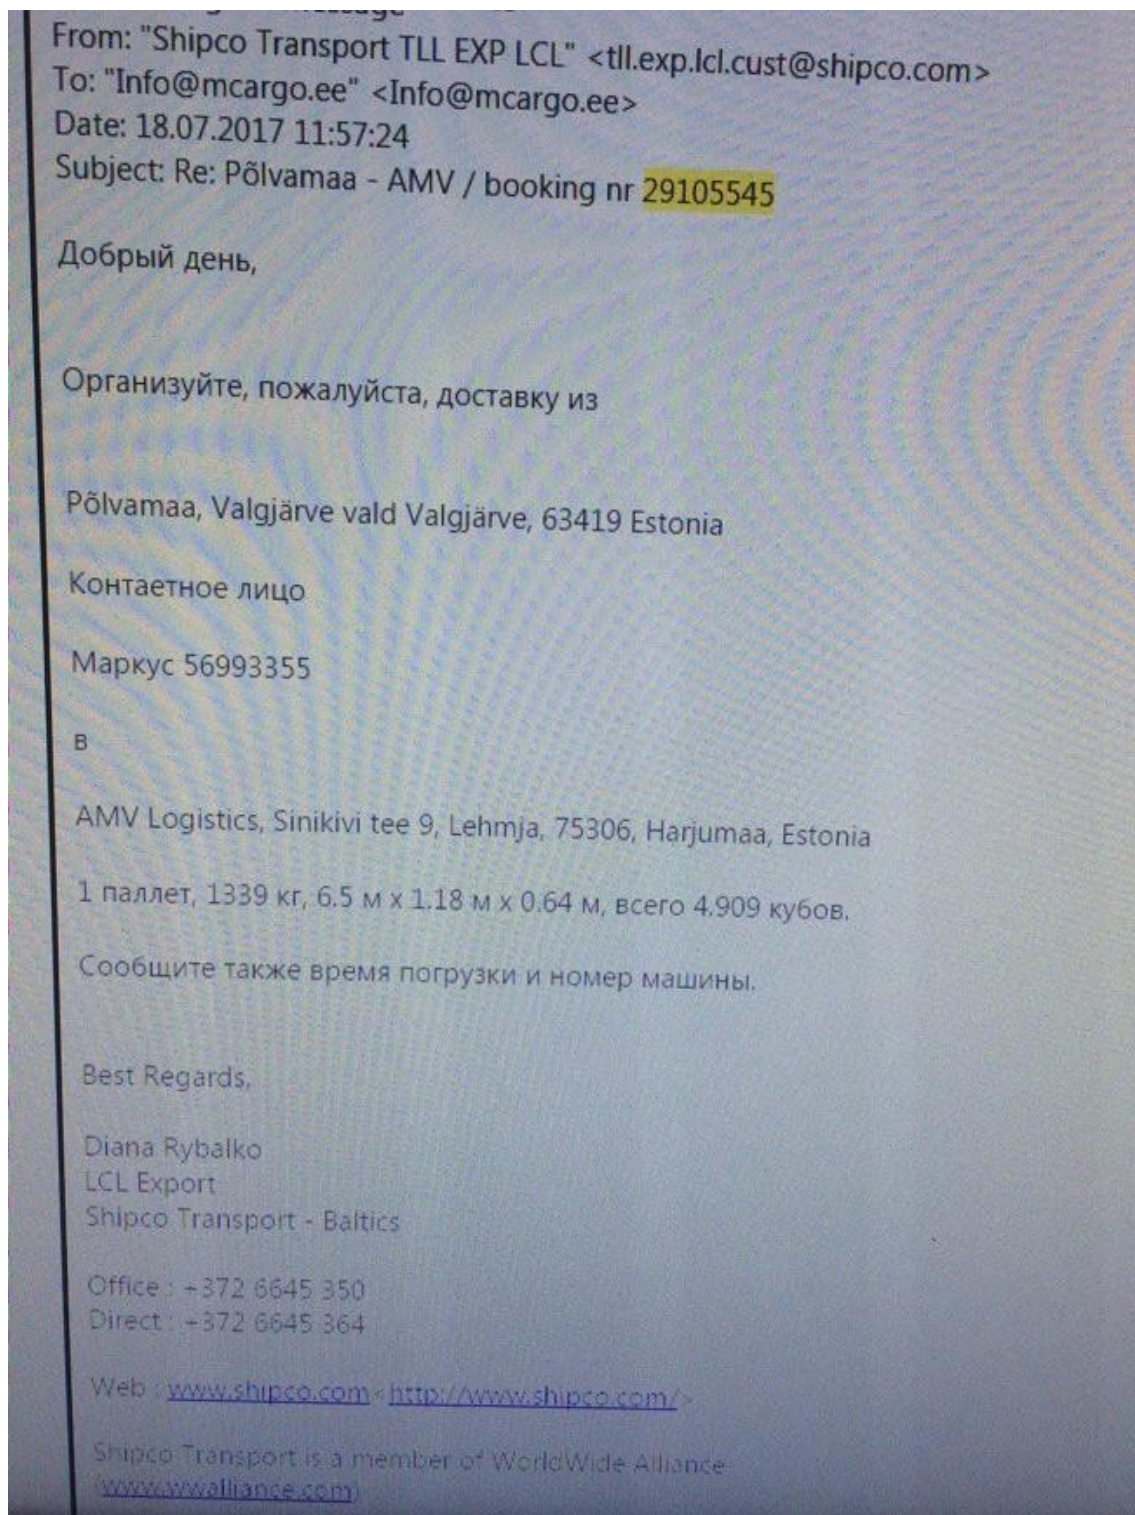 From: "Shipco Transport TLL EXP LCL" <tll.exp.lcl.cust@shipco.com>
To: "Info@mcargo.ee" <Info@mcargo.ee>
Date: 18.07.2017 11:57:24
Subject: Re: Põlvamaa - AMV / booking nr 29105545
Добрый день,
Организуйте, пожалуйста, доставку из
Põlvamaa, Valgjärve vald Valgjärve, 63419 Estonia
Контаетное лицо
Маркус 56993355
в
AMV Logistics, Sinikivi tee 9, Lehmja, 75306, Harjumaa, Estonia
1 паллет, 1339 кг, 6.5 м x 1.18 м x 0.64 м, всего 4.909 кубов.
Сообщите также время погрузки и номер машины.
Best Regards,
Diana Rybalko
LCL Export
Shipco Transport - Baltics
Office : +372 6645 350
Direct : +372 6645 364
Web : www.shipco.com<http://www.shipco.com/>
Shipco Transport is a member of WorldWide Alliance
(www.wwalliance.com)